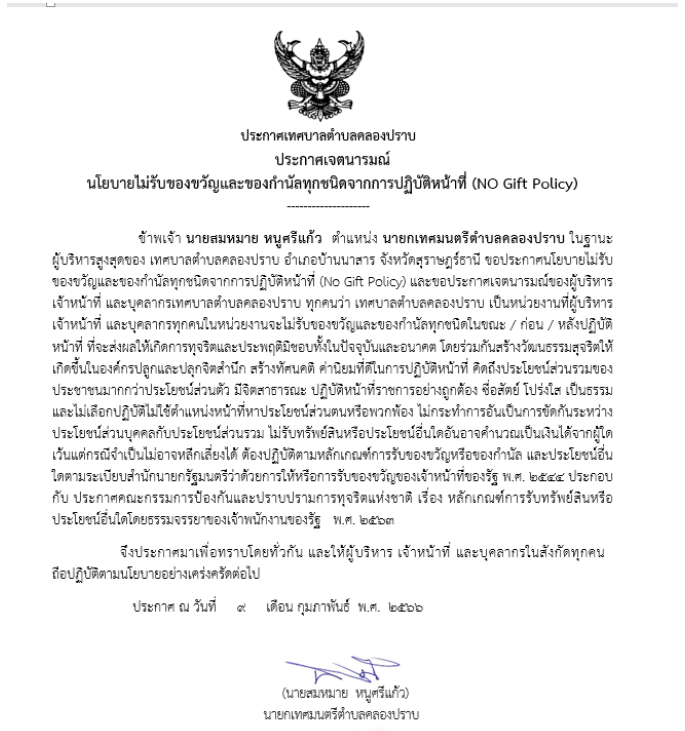 ประกาศเทศบาลตำบลคลองปราบ
ประกาศเจตนารมณ์
นโยบายไม่รับของขวัญและของกำนัลทุกชนิดจากการปฏิบัติหน้าที่ (NO Gift Policy)
--------------------
ข้าพเจ้า นายสมหมาย หนูศรีแก้ว ตำแหน่ง นายกเทศมนตรีตำบลคลองปราบ ในฐานะ
ผู้บริหารสูงสุดของ เทศบาลตำบลคลองปราบ อำเภอบ้านนาสาร จังหวัดสุราษฎร์ธานี ขอประกาศนโยบายไม่รับ
ของขวัญและของกำนัลทุกชนิดจากการปฏิบัติหน้าที่ (No Gift Policy) และขอประกาศเจตนารมณ์ของผู้บริหาร
เจ้าหน้าที่ และบุคลากรเทศบาลตำบลคลองปราบ ทุกคนว่า เทศบาลตำบลคลองปราบ เป็นหน่วยงานที่ผู้บริหาร
เจ้าหน้าที่ และบุคลากรทุกคนในหน่วยงานจะไม่รับของขวัญและของกำนัลทุกชนิดในขณะ / ก่อน / หลังปฏิบัติ
หน้าที่ ที่จะส่งผลให้เกิดการทุจริตและประพฤติมิชอบทั้งในปัจจุบันและอนาคต โดยร่วมกันสร้างวัฒนธรรมสุจริตให้
เกิดขึ้นในองค์กรปลูกและปลุกจิตสำนึก สร้างทัศนคติ ค่านิยมที่ดีในการปฏิบัติหน้าที่ คิดถึงประโยชน์ส่วนรวมของ
ประชาชนมากกว่าประโยชน์ส่วนตัว มีจิตสาธารณะ ปฏิบัติหน้าที่ราชการอย่างถูกต้อง ซื่อสัตย์ โปร่งใส เป็นธรรม
และไม่เลือกปฏิบัติไม่ใช้ตำแหน่งหน้าที่หาประโยชน์ส่วนตนหรือพวกพ้อง ไม่กระทำการอันเป็นการขัดกันระหว่าง
ประโยชน์ส่วนบุคคลกับประโยชน์ส่วนรวม ไม่รับทรัพย์สินหรือประโยชน์อื่นใดอันอาจคำนวณเป็นเงินได้จากผู้ใด
เว้นแต่กรณีจำเป็นไม่อาจหลีกเลี่ยงได้ ต้องปฏิบัติตามหลักเกณฑ์การรับของขวัญหรือของกำนัล และประโยชน์อื่น
ใดตามระเบียบสำนักนายกรัฐมนตรีว่าด้วยการให้หรือการรับของขวัญของเจ้าหน้าที่ของรัฐ พ.ศ. ๒๕๔๔ ประกอบ
กับ ประกาศคณะกรรมการป้องกันและปราบปรามการทุจริตแห่งชาติ เรื่อง หลักเกณฑ์การรับทรัพย์สินหรือ
ประโยชน์อื่นใดโดยธรรมจรรยาของเจ้าพนักงานของรัฐ พ.ศ. ๒๕๖๓
จึงประกาศมาเพื่อทราบโดยทั่วกัน และให้ผู้บริหาร เจ้าหน้าที่ และบุคลากรในสังกัดทุกคน
ถือปฏิบัติตามนโยบายอย่างเคร่งครัดต่อไป
ประกาศ ณ วันที่ ๙ เดือน กุมภาพันธ์ พ.ศ. ๒๕๖๖
(นายสมหมาย หนูศรีแก้ว)
นายกเทศมนตรีตำบลคลองปราบ